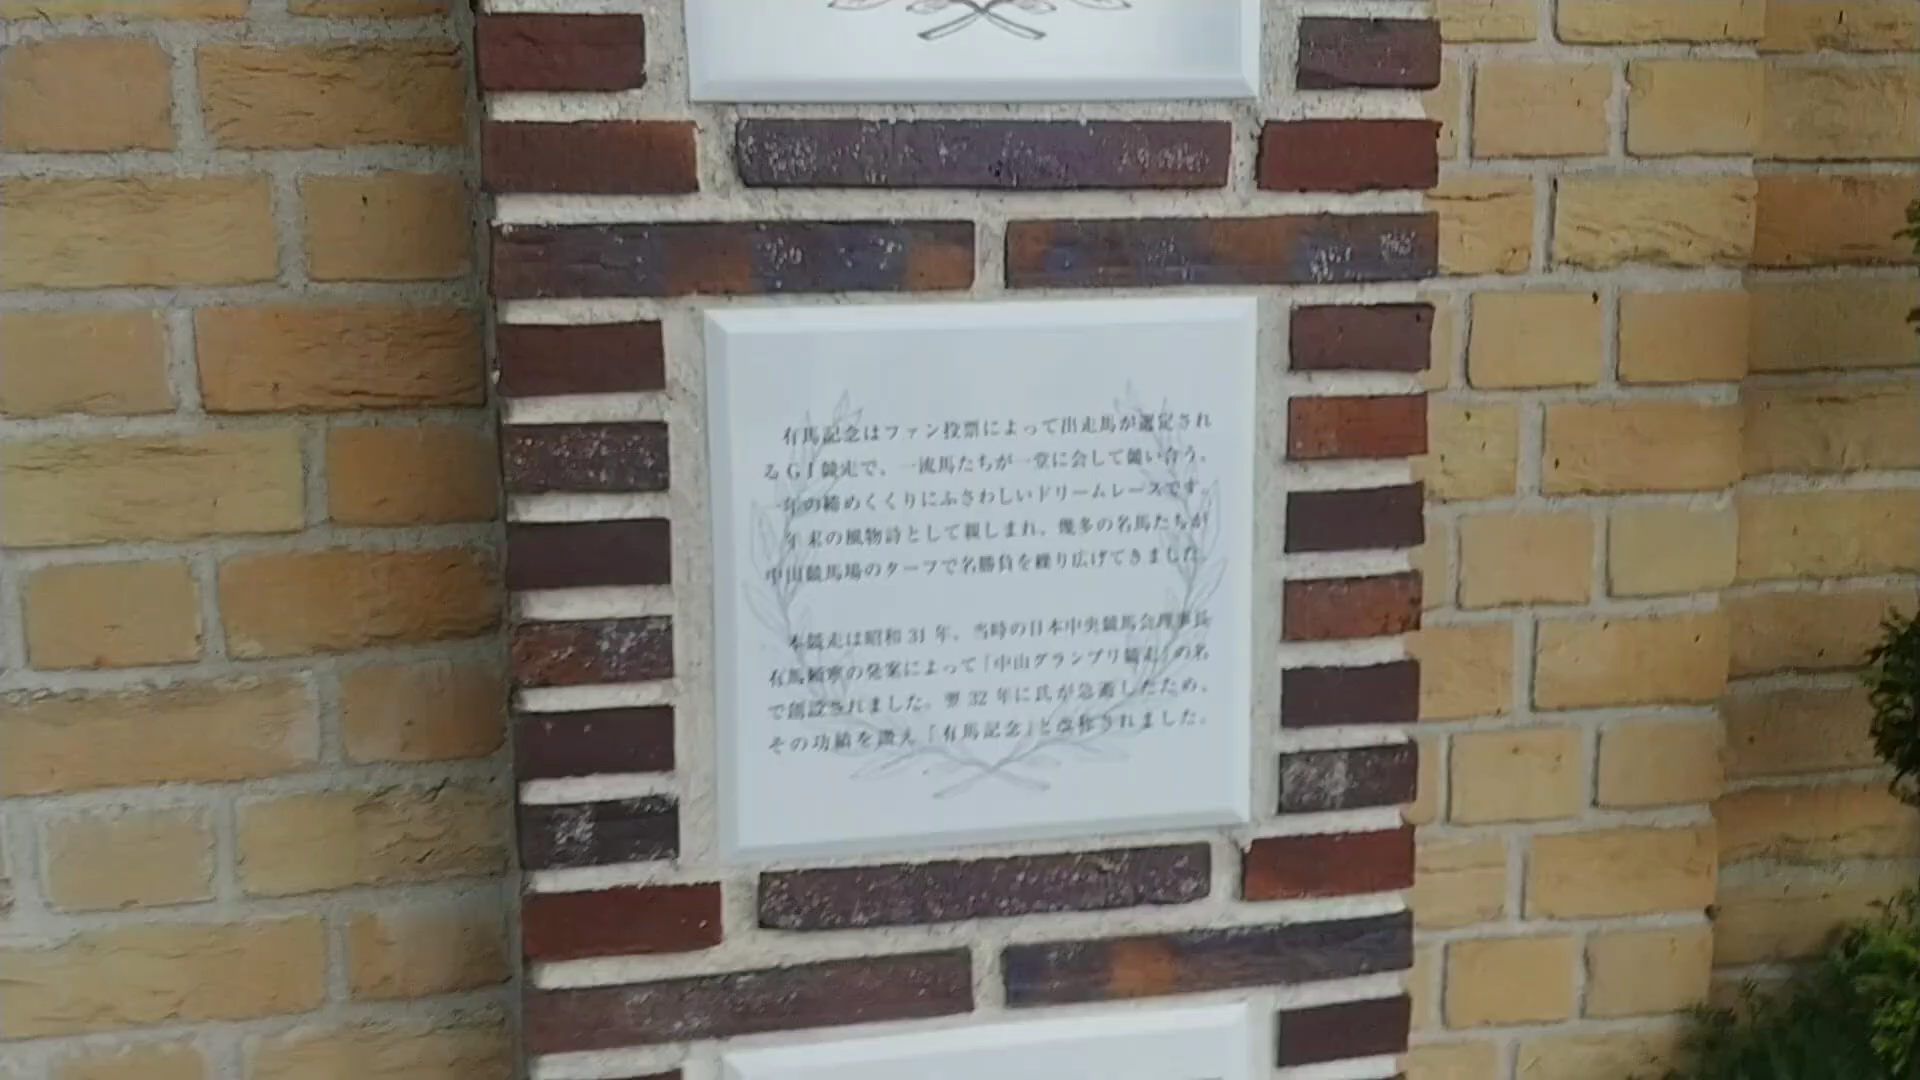 有馬記念はファン投票によって出走馬が選定され
るGI競走で、一流馬たちが一堂に会して競い合う、
年の締めくくりにふさわしいドリームレースです。
年末の風物詩として親しまれ、幾多の名馬たちが
中山競馬場のターフで名勝負を繰り広げてきました。
本競走は昭和31年、当時の日本中央競馬会理事長
有馬頼寧の発案によって「中山グランプリ競走」の名
で創設されました。翌32年に氏が急逝したため、
その功績を讃え「有馬記念」と改称されました。